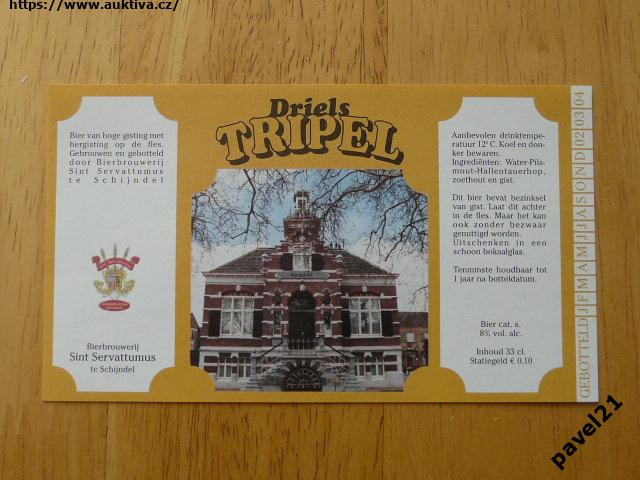 https://www.auktiva.cz/
Driels
TRIPEL
Bier van hoge gisting met
hergisting op de fles.
Gebrouwen en gebotteld
door Bierbrouwerij
Sint Servattumus
te Schijndel
Bierbrouwerij
Sint Servattumus
te Schijndel
Aanbevolen drinktempe-
ratuur 12° C. Koel en don-
ker bewaren.
Ingrediënten: Water-Pils-
mout-Hallentauerhop,
zoethout en gist.
Dit bier bevat bezinksel
van gist. Laat dit achter
in de fles. Maar het kan
ook zonder bezwaar
genuttigd worden.
Uitschenken in een
schoon bokaalglas.
Tenminste houdbaar tot
1 jaar na botteldatum.
Bier cat. s.
8% vol. alc.
Inhoud 33 cl.
Statiegeld € 0,10
GEBOTTELD J F M A M J J A S O N D 02 03 04
pavel21